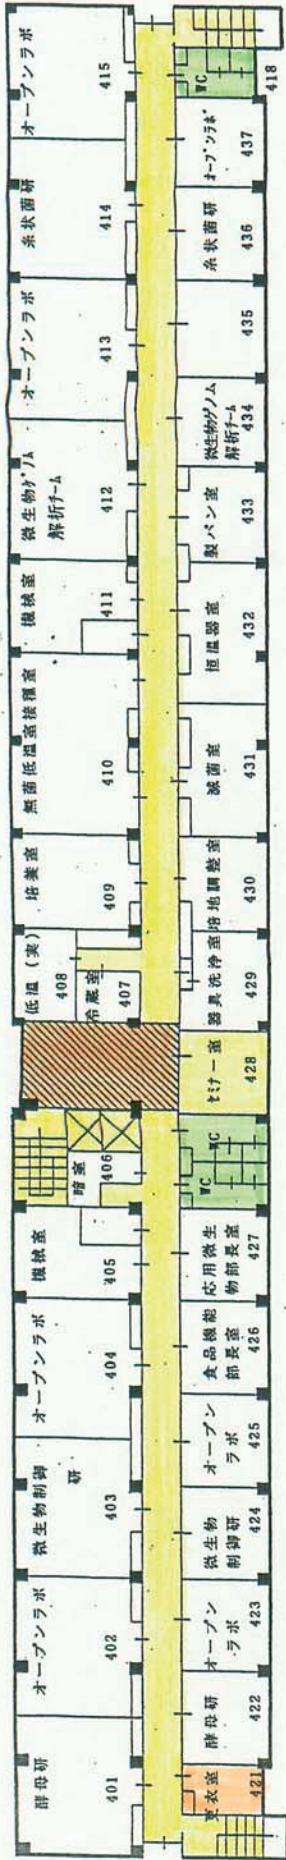 酵母研
401
オープンラボ
402
微生物制御
研
403
オープンラボ
404
機械室
405
暗室
406
冷蔵室
407
低温(実)
408
培養室
409
無菌低温室接種室
410
機械室
411
微生物ゲノム
解析チーム
412
オープンラボ
413
糸状菌研
414
オープンラボ
415
更衣室
421
酵母研
422
オープン
ラボ
423
微生物
制御研
424
オープン
ラボ
425
食品機能
部長室
426
応用微生
物部長室
427
WC
セミナー室
428
器具洗浄室
429
培地調整室
430
滅菌室
431
恒温器室
432
製パン室
433
微生物ゲノム
解析チーム
434
435
糸状菌研
436
オープンラボ
437
WC
418